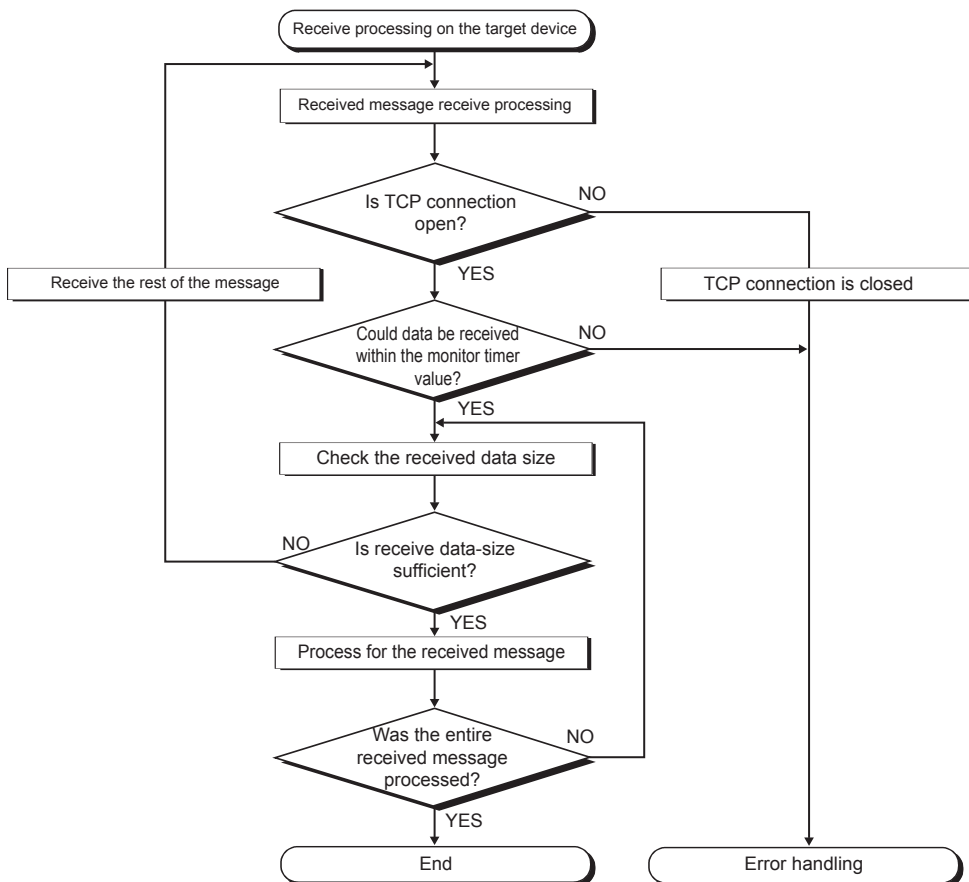 Receive processing on the target device
Received message receive processing
Is TCP connection
open?
NO
YES
Receive the rest of the message
TCP connection is closed
Could data be received
within the monitor timer
value?
NO
YES
Check the received data size
NO
Is receive data-size
sufficient?
YES
Process for the received message
Was the entire
received message
processed?
NO
YES
End
Error handling